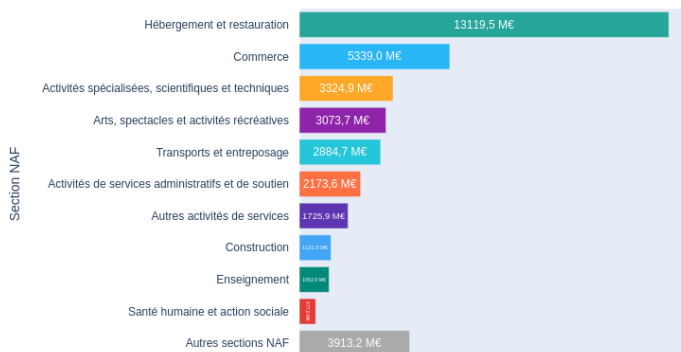 Section NAF
Hébergement et restauration 13119,5 M€
Commerce 5339,0 M€
Activités spécialisées, scientifiques et techniques 3324,9 M€
Arts, spectacles et activités récréatives 3073,7 M€
Transports et entreposage 2884,7 M€
Activités de services administratifs et de soutien 2173,6 M€
Autres activités de services 1725,9 M€
Construction
Enseignement
Santé humaine et action sociale
Autres sections NAF 3913,2 M€